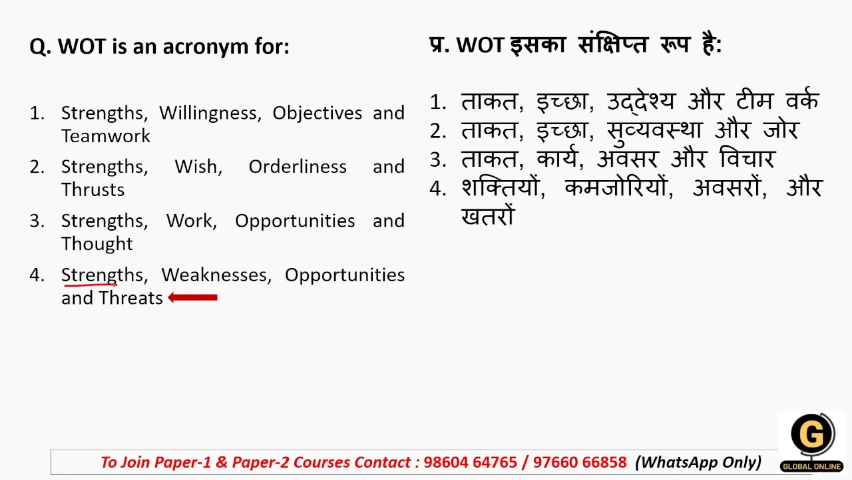 Q. WOT is an acronym for:
1. Strengths, Willingness, Objectives and
Teamwork
2. Strengths, Wish, Orderliness and
Thrusts
3. Strengths, Work, Opportunities and
Thought
4. Strengths, Weaknesses, Opportunities
and Threats
प्र. WOT इसका संक्षिप्त रूप है:
1. ताकत, इच्छा, उद्देश्य और टीम वर्क
2. ताकत, इच्छा, सुव्यवस्था और जोर
3. ताकत, कार्य, अवसर और विचार
4. शक्तियों, कमजोरियों, अवसरों, और
खतरों
To Join Paper-1 & Paper-2 Courses Contact : 98604 64765 / 97660 66858 (WhatsApp Only)
G
GLOBAL ONLINE